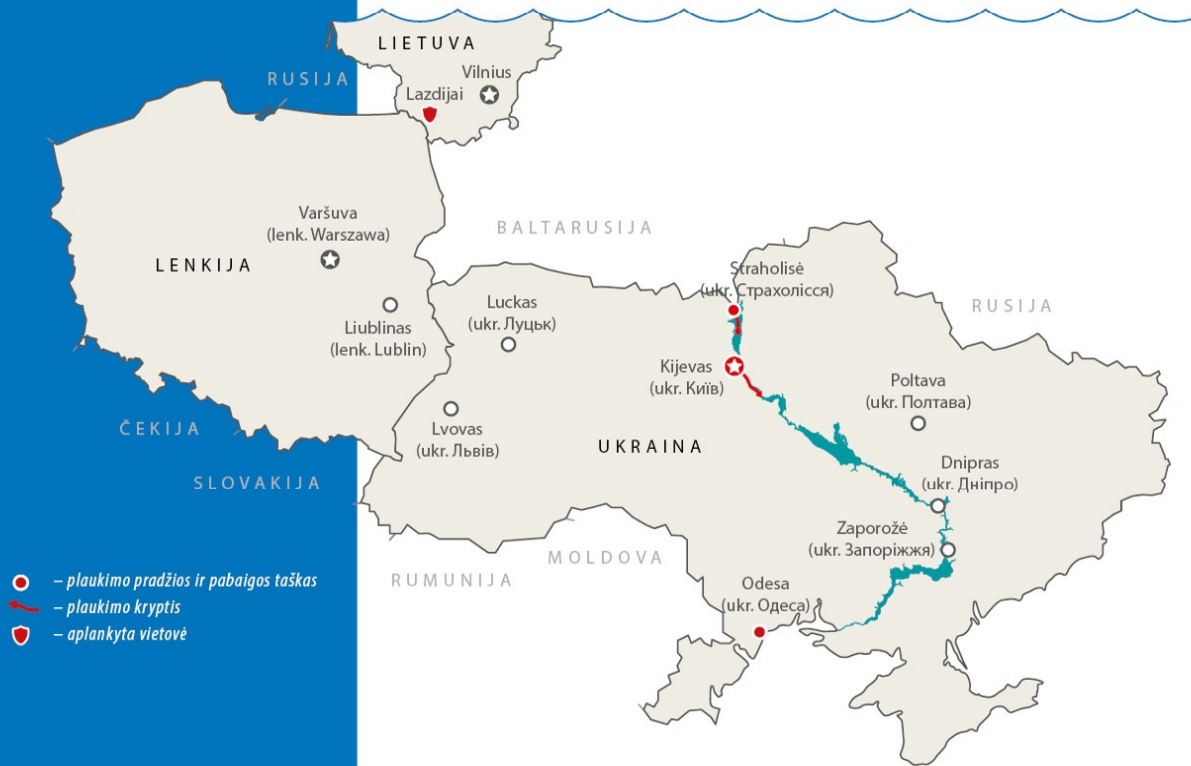 LIETUVA
Vilnius
RUSIJA
Lazdijai
Varšuva
(lenk. Warszawa)
BALTARUSIJA
LENKIJA
Straholisė
(ukr. Страхолісся)
Luckas
(ukr. Луцьк)
RUSIJA
Liublinas
(lenk. Lublin)
Kijevas
(ukr. Київ)
Poltava
(ukr. Полтава)
ČEKIJA
Lvovas
(ukr. Львів)
UKRAINA
SLOVAKIJA
Dnipras
(ukr. Дніпро)
Zaporožė
(ukr. Запоріжжя)
MOLDOVA
RUMUNIJA
Odesa
(ukr. Одеса)
– plaukimo pradžios ir pabaigos taškas
– plaukimo kryptis
– aplankyta vietovė